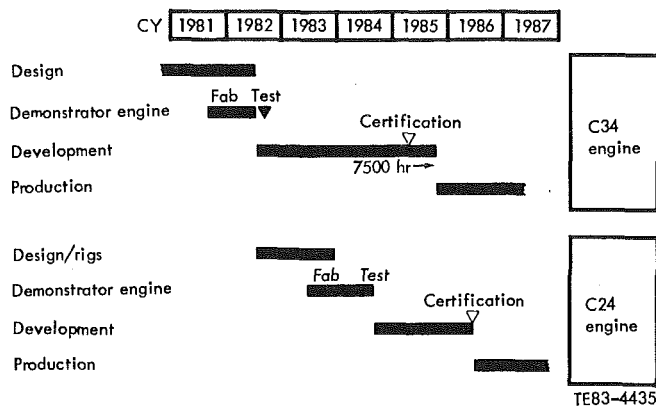 CY 1981 1982 1983 1984 1985 1986 1987
Design
Fab Test
Demonstrator engine
Certification
Development
7500 hr→
Production
C34
engine
Design/rigs
Fab Test
Demonstrator engine
Certification
Development
Production
C24
engine
TE83-4435